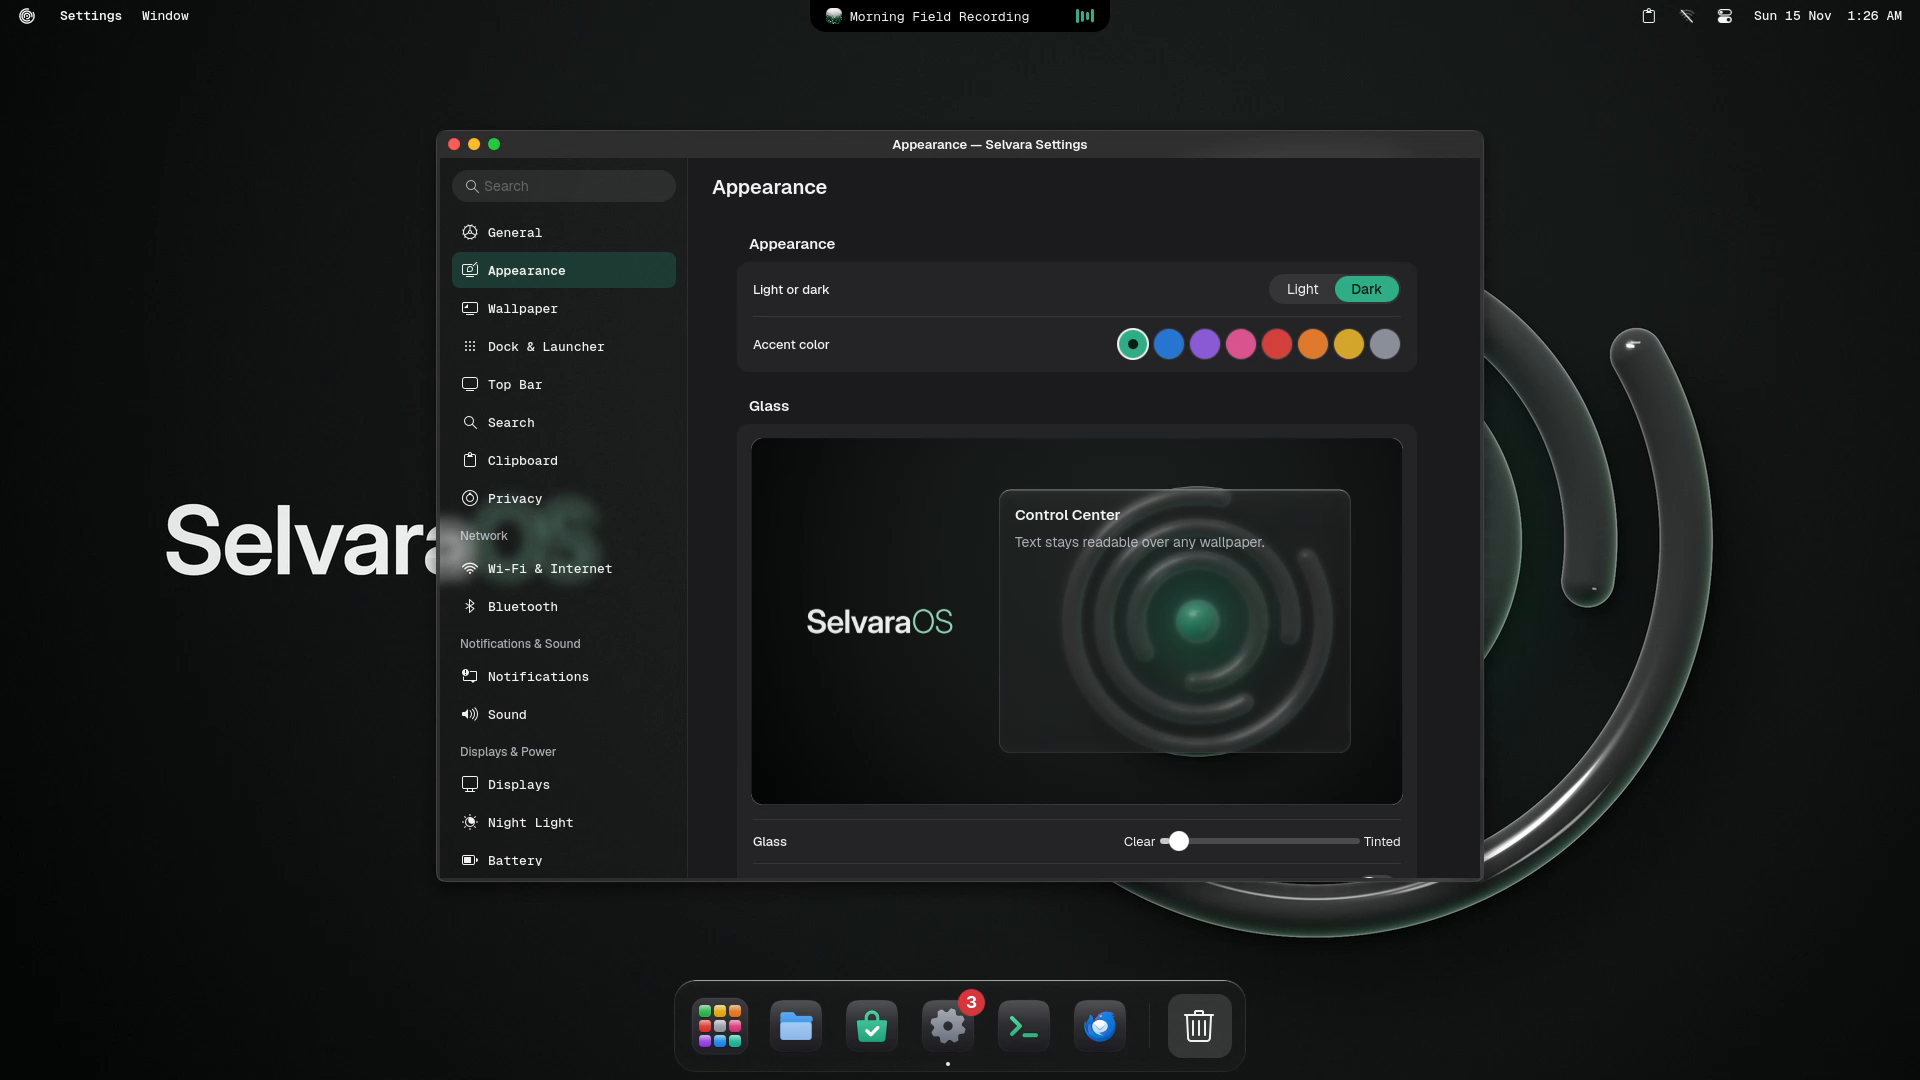 Settings Window
Morning Field Recording
Sun 15 Nov 1:26 AM
Appearance — Selvara Settings
Search
General
Appearance
Wallpaper
Dock & Launcher
Top Bar
Search
Clipboard
Privacy
Network
Wi-Fi & Internet
Bluetooth
Notifications & Sound
Notifications
Sound
Displays & Power
Displays
Night Light
Battery
Appearance
Appearance
Light or dark
Light Dark
Accent color
Glass
Control Center
Text stays readable over any wallpaper.
SelvaraOS
Glass
Clear Tinted
SelvaraOS
3